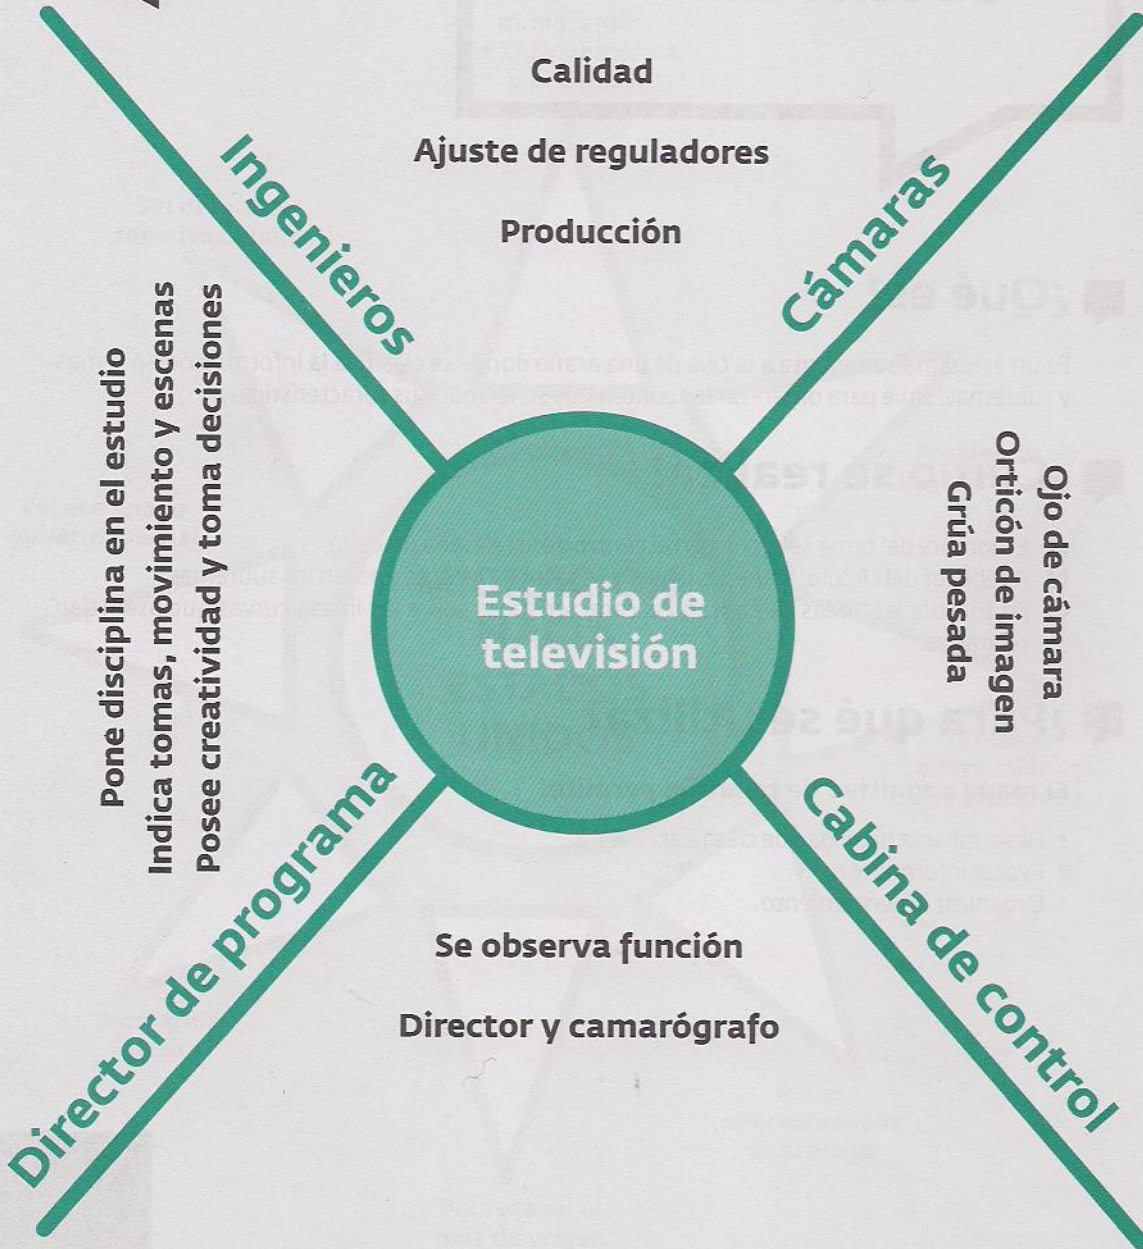 Calidad
Ajuste de reguladores
Producción
Ingenieros
Cámaras
Pone disciplina en el estudio
Indica tomas, movimiento y escenas
Posee creatividad y toma decisiones
Estudio de
televisión
Ojo de cámara
Orticón de imagen
Grúa pesada
Director de programa
Cabina de control
Se observa función
Director y camarógrafo